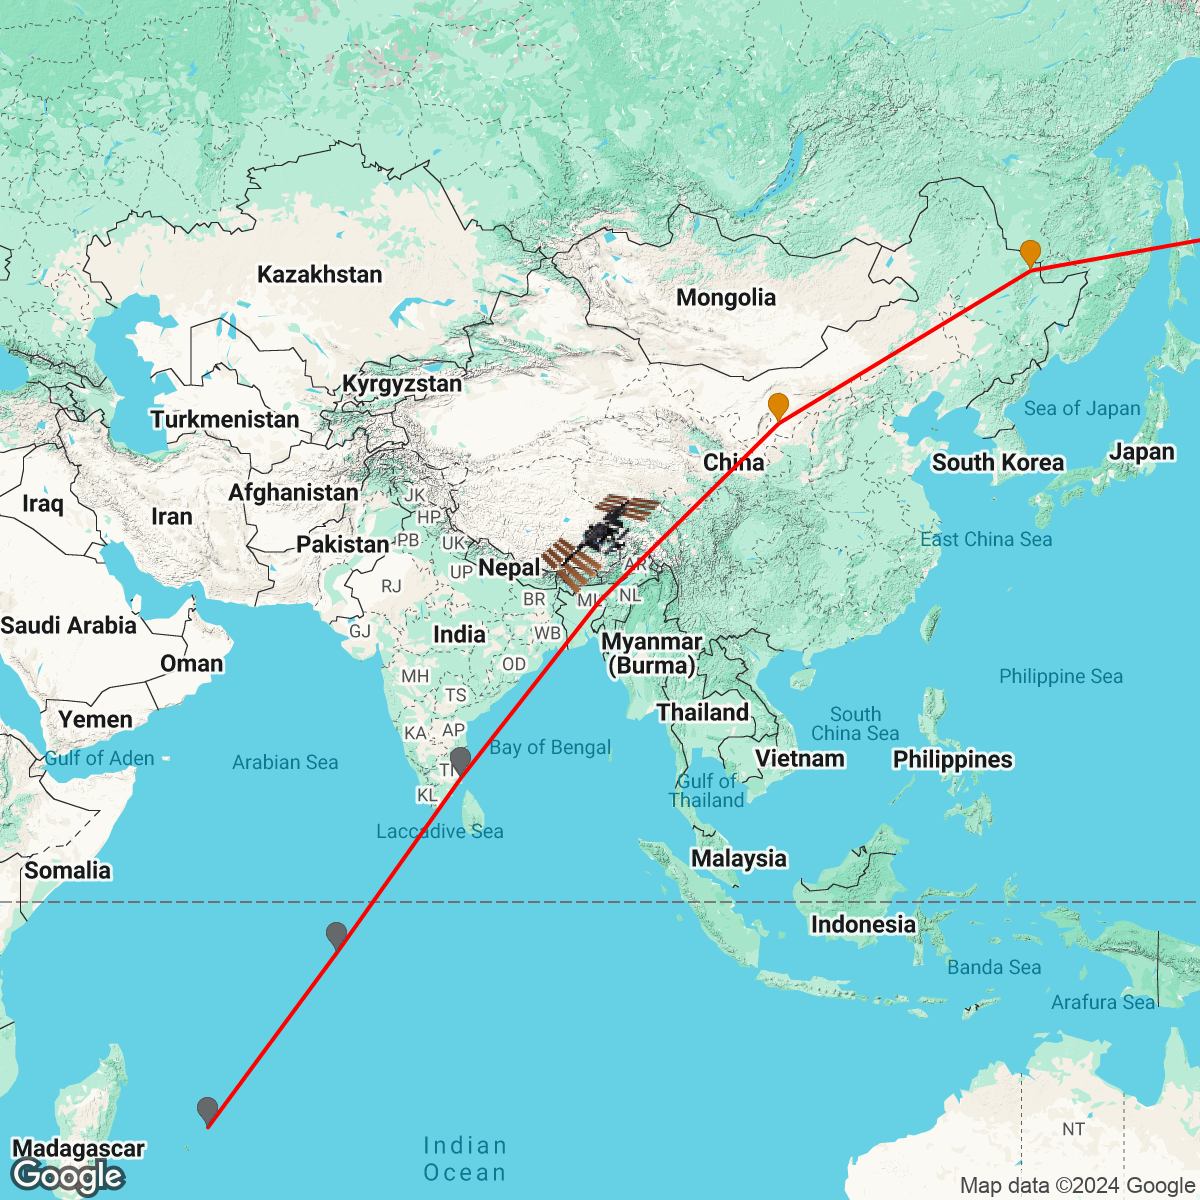 Kazakhstan
Mongolia
Kyrgyzstan
Sea of Japan
Turkmenistan
Japan
China
South Korea
Afghanistan
JK
Iraq
Iran
HP
East China Sea
Pakistan
PB
UK
Nepal
AR
UP
RJ
BR
NL
Saudi Arabia
GJ
India
WB
Myanmar
(Burma)
Oman
OD
MH
Philippine Sea
TS
Yemen
Thailand
South
China Sea
KA
AP
Bay of Bengal
Gulf of Aden
Arabian Sea
Vietnam
Philippines
KL
Gulf of
Thailand
Laccadive Sea
Malaysia
Somalia
Indonesia
Banda Sea
Arafura Sea
NT
Madagascar
Indian
Ocean
Google
Map data ©2024 Google